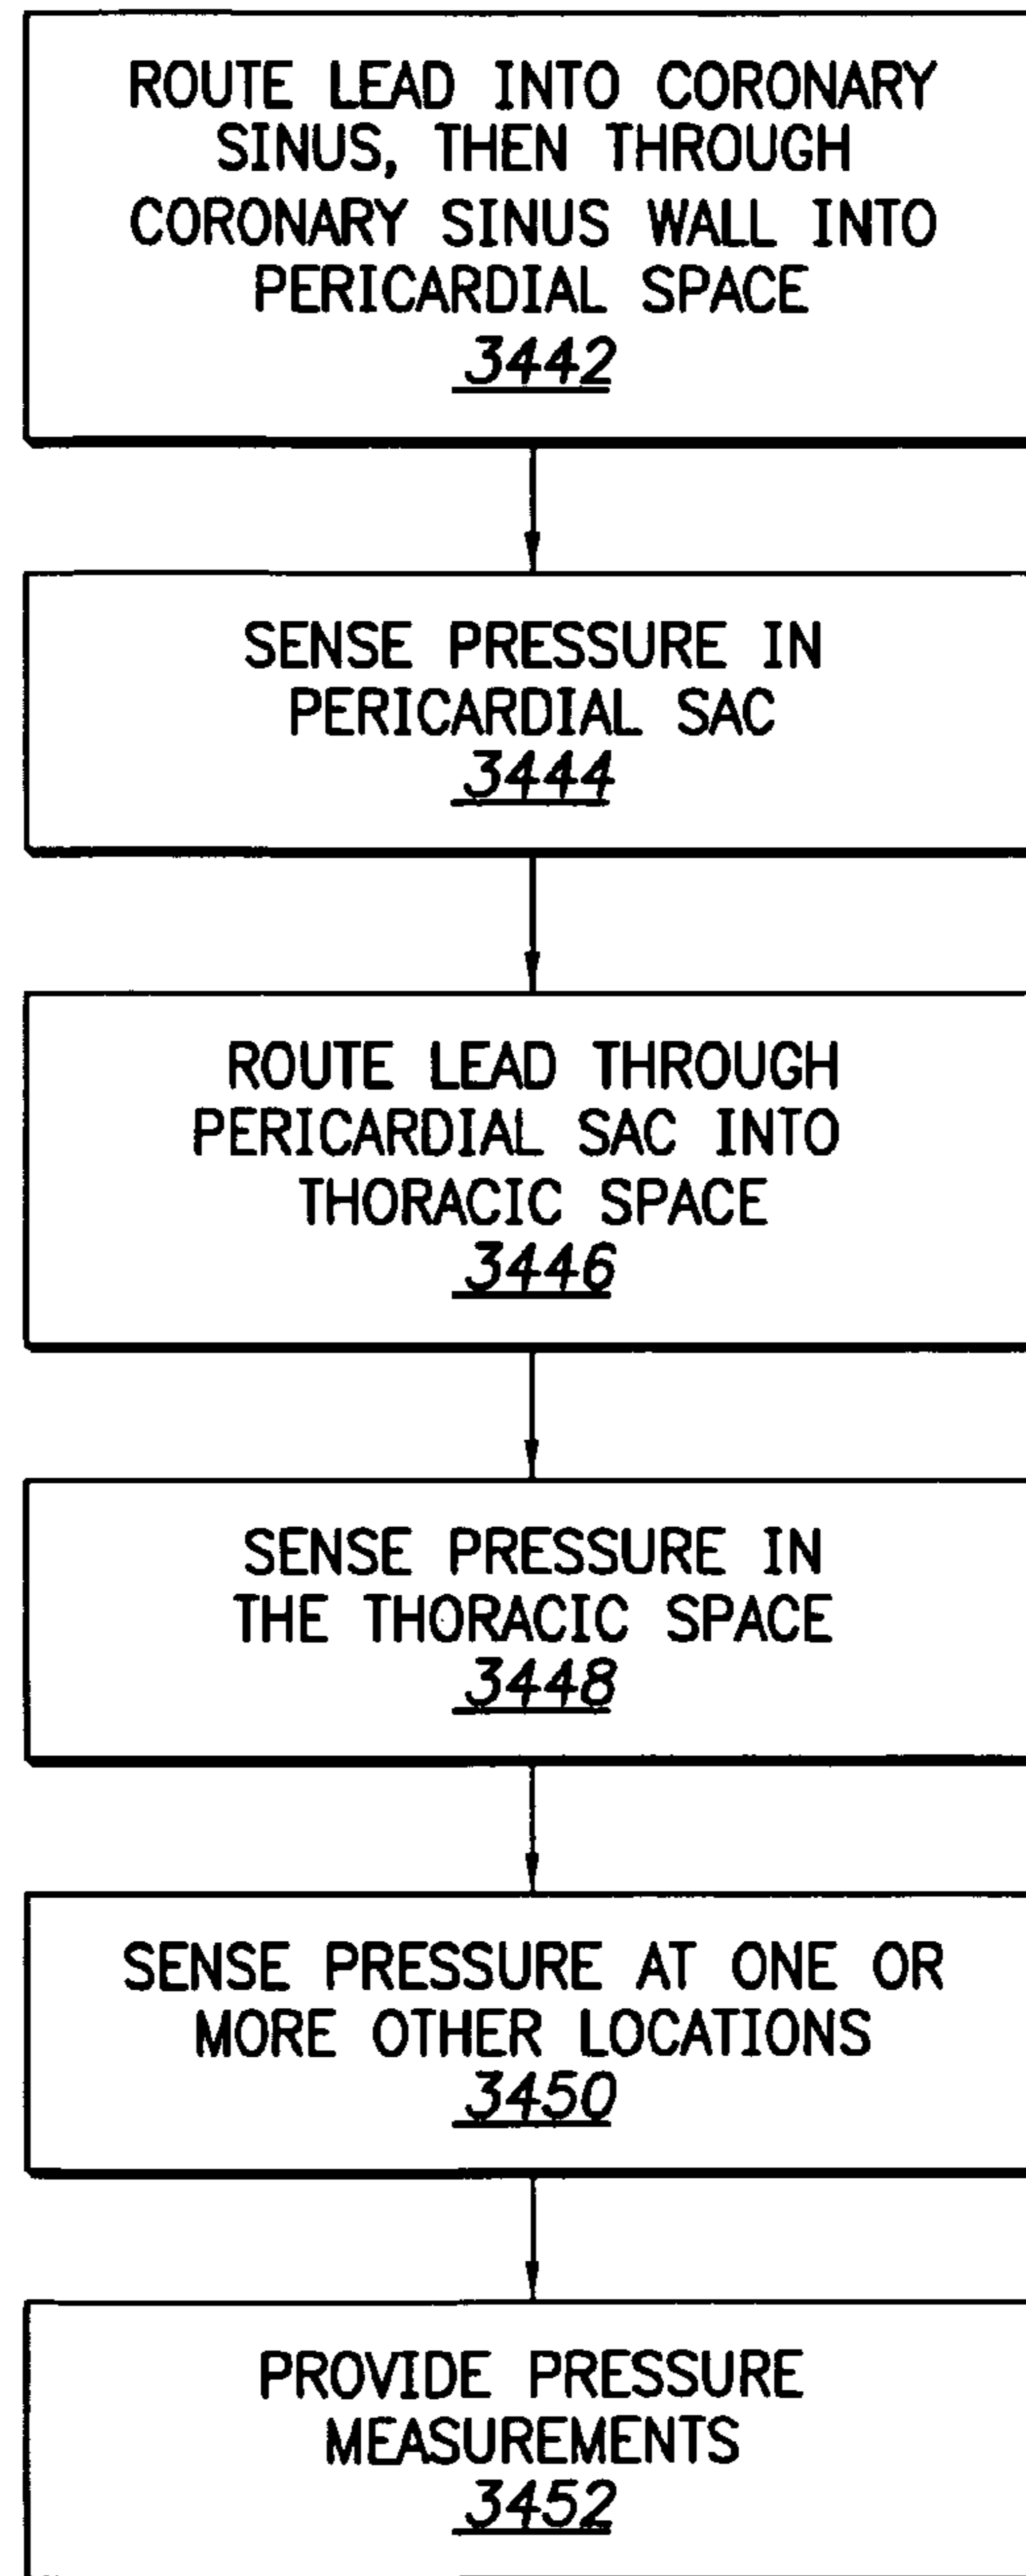 ROUTE LEAD INTO CORONARY
SINUS, THEN THROUGH
CORONARY SINUS WALL INTO
PERICARDIAL SPACE
3442
SENSE PRESSURE IN
PERICARDIAL SAC
3444
ROUTE LEAD THROUGH
PERICARDIAL SAC INTO
THORACIC SPACE
3446
SENSE PRESSURE IN
THE THORACIC SPACE
3448
SENSE PRESSURE AT ONE OR
MORE OTHER LOCATIONS
3450
PROVIDE PRESSURE
MEASUREMENTS
3452